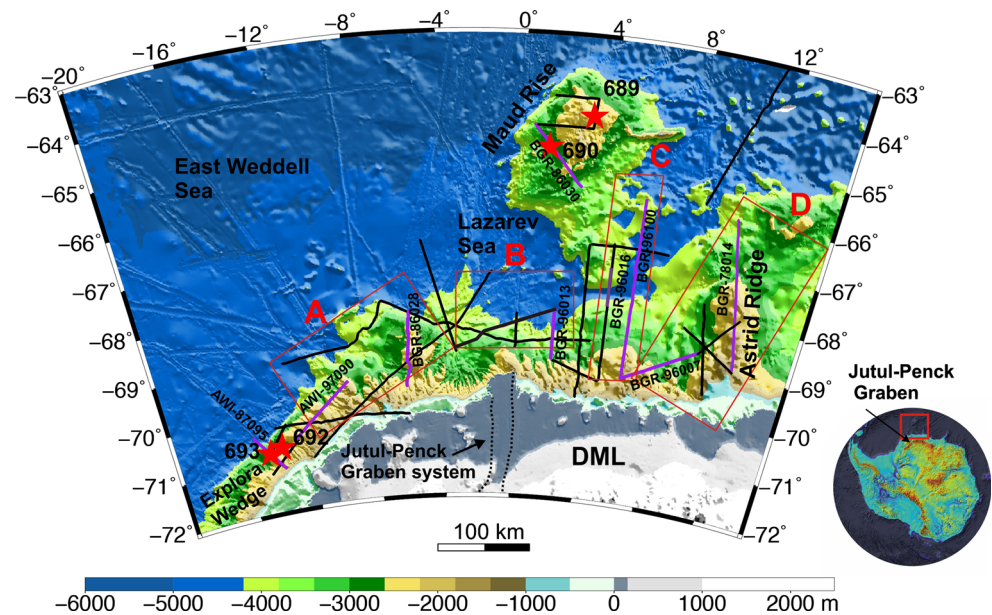 −20°
−16°
−12°
−8°
−4°
0°
4°
8°
12°
−63°
−64°
−65°
−66°
−67°
−68°
−69°
−70°
−71°
−72°
−63°
−64°
−65°
−66°
−67°
−68°
−69°
−70°
−71°
−72°
Maud Rise
689
690
BGR-86030
C
East Weddell
Sea
D
Lazarev
Sea
B
BGR-96100
BGR-96016
BGR-78014
Astrid Ridge
A
BGR-86028
BGR-96013
BGR-96007
AWI-97090
AWI-87095
693
692
Explora
Wedge
Jutul-Penck
Graben system
DML
Jutul-Penck
Graben
100 km
−6000
−5000
−4000
−3000
−2000
−1000
0
1000
2000 m